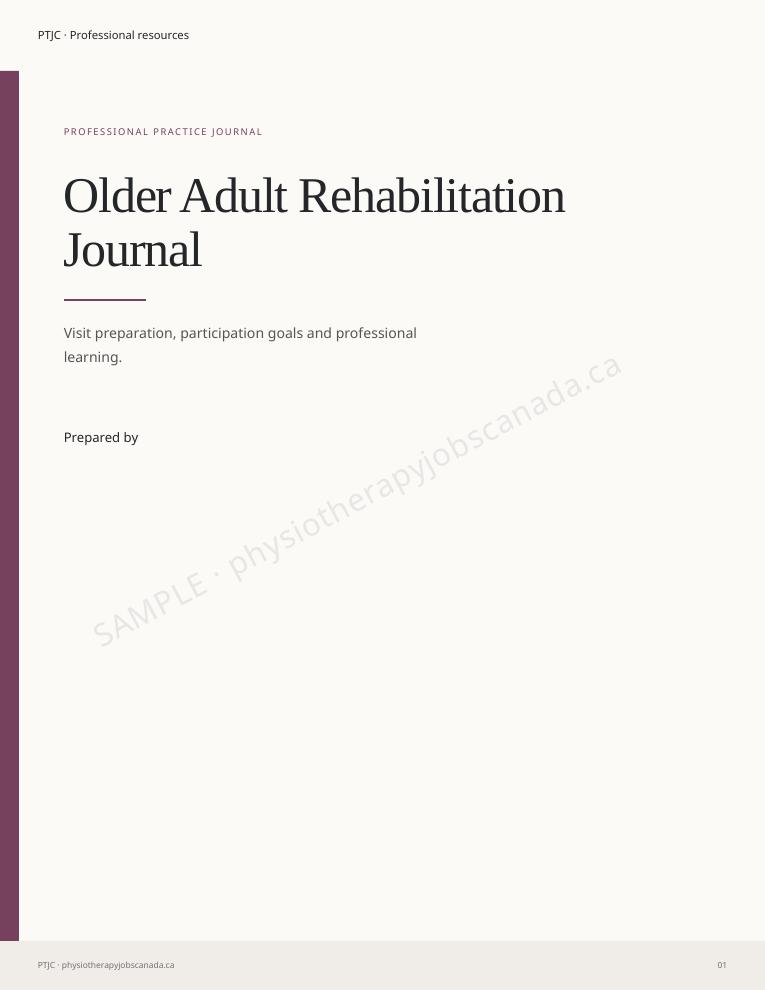 PTJC · Professional resources
PROFESSIONAL PRACTICE JOURNAL
Older Adult Rehabilitation
Journal
Visit preparation, participation goals and professional
learning.
Prepared by
SAMPLE · physiotherapyjobscanada.ca
PTJC · physiotherapyjobscanada.ca
01